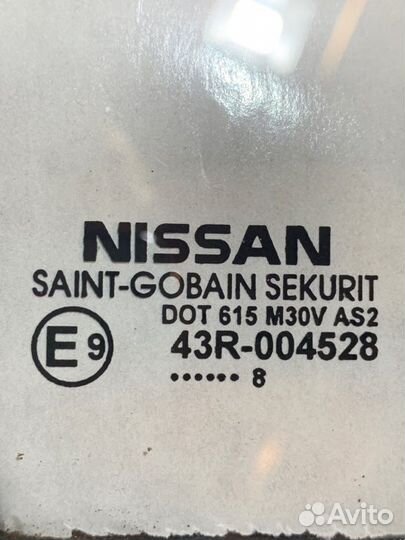 NISSAN
SAINT-GOBAIN SEKURIT
DOT 615 M30V AS2
E9 43R-004528
...... 8
Avito